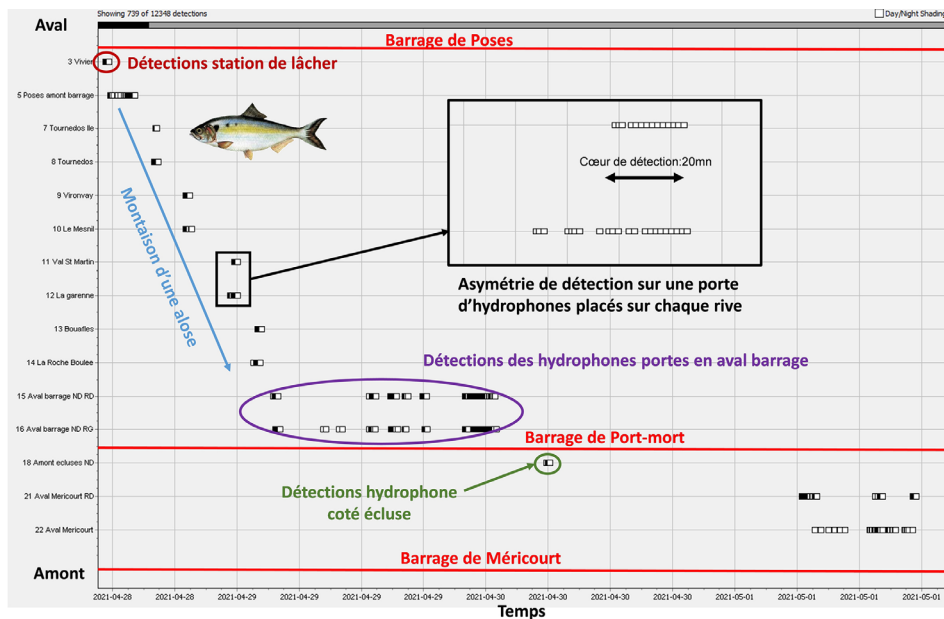 Showing 739 of 12348 detections
Day/Night Shading
Aval
Barrage de Poses
3 Vivier
Détections station de lâcher
5 Poses amont barrage
7 Tournedos Ile
8 Tournedos
9 Vironvay
10 Le Mesnil
11 Val St Martin
12 La garenne
13 Bouafles
14 La Roche Boulee
Montaison d'une alose
Cœur de détection:20mn
Asymétrie de détection sur une porte
d'hydrophones placés sur chaque rive
Détections des hydrophones portes en aval barrage
15 Aval barrage ND RD
16 Aval barrage ND RG
Barrage de Port-mort
18 Amont ecluses ND
Détections hydrophone
coté écluse
21 Aval Mericourt RD
22 Aval Mericourt
Barrage de Méricourt
Amont
2021-04-28 2021-04-28 2021-04-29 2021-04-29 2021-04-29 2021-04-29 2021-04-30 2021-04-30 2021-04-30 2021-04-30 2021-05-01 2021-05-01 2021-05-01 2021-05-01
Temps